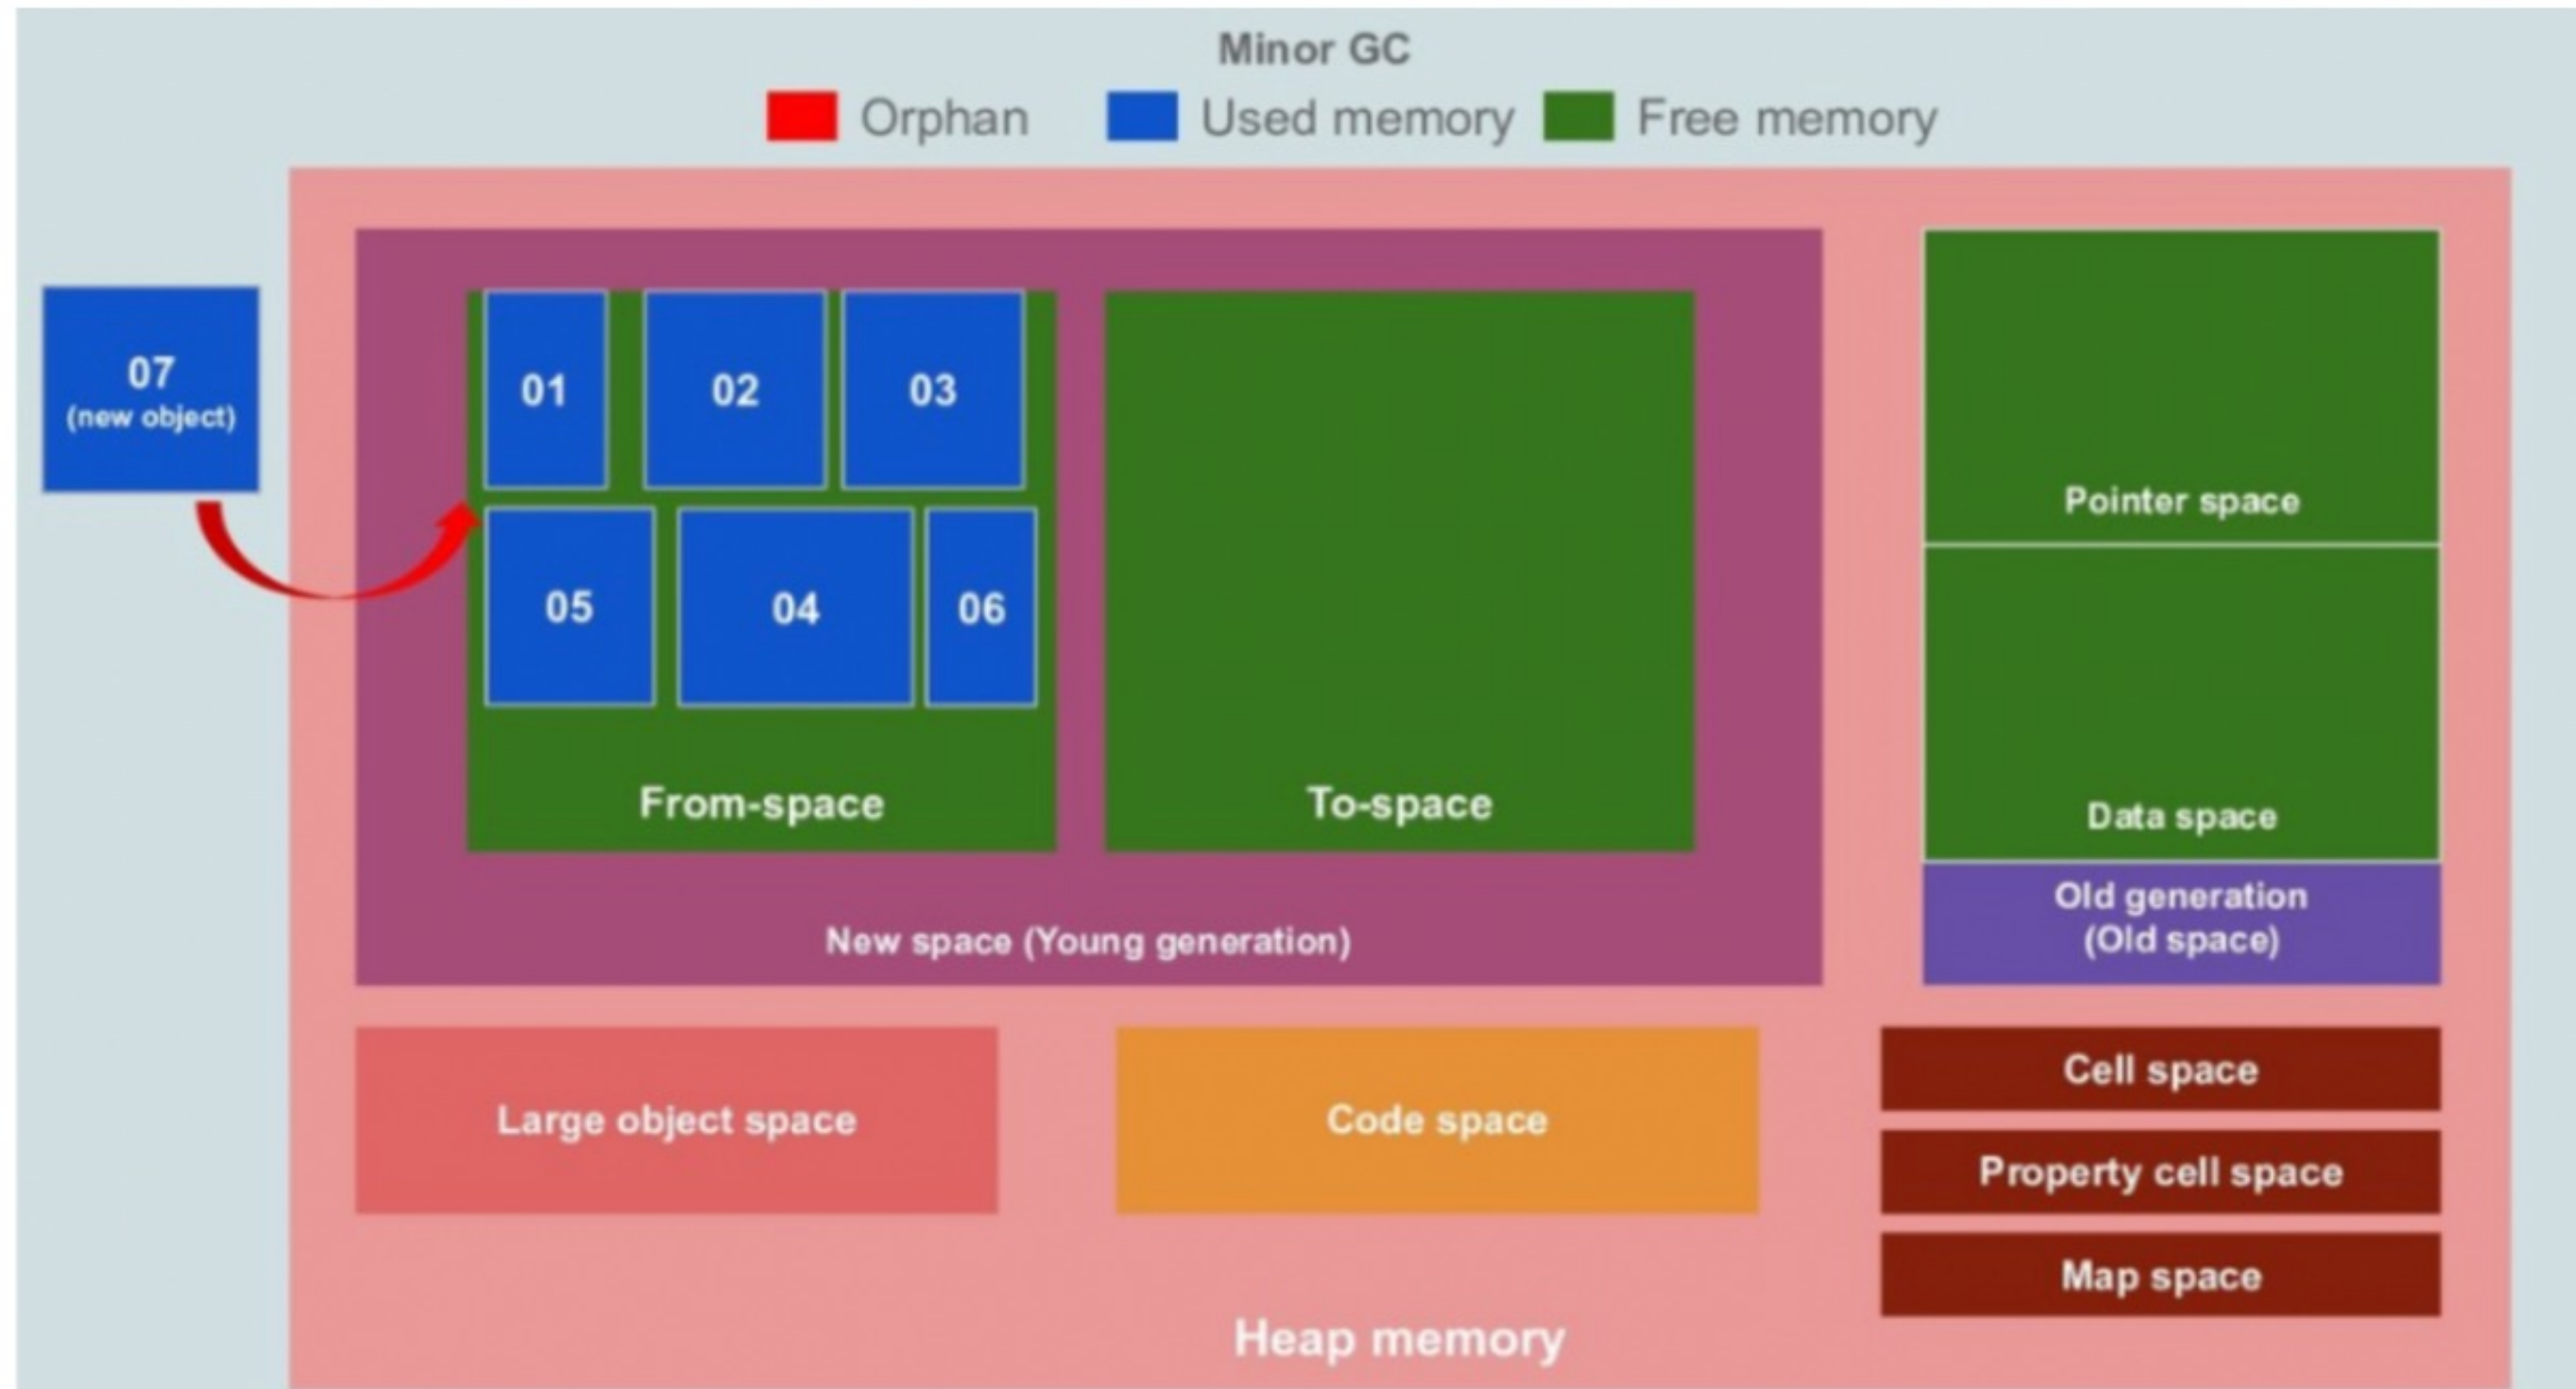 Minor GC
Orphan
Used memory
Free memory
07
(new object)
01
02
03
05
04
06
From-space
To-space
New space (Young generation)
Pointer space
Data space
Old generation
(Old space)
Large object space
Code space
Cell space
Property cell space
Map space
Heap memory